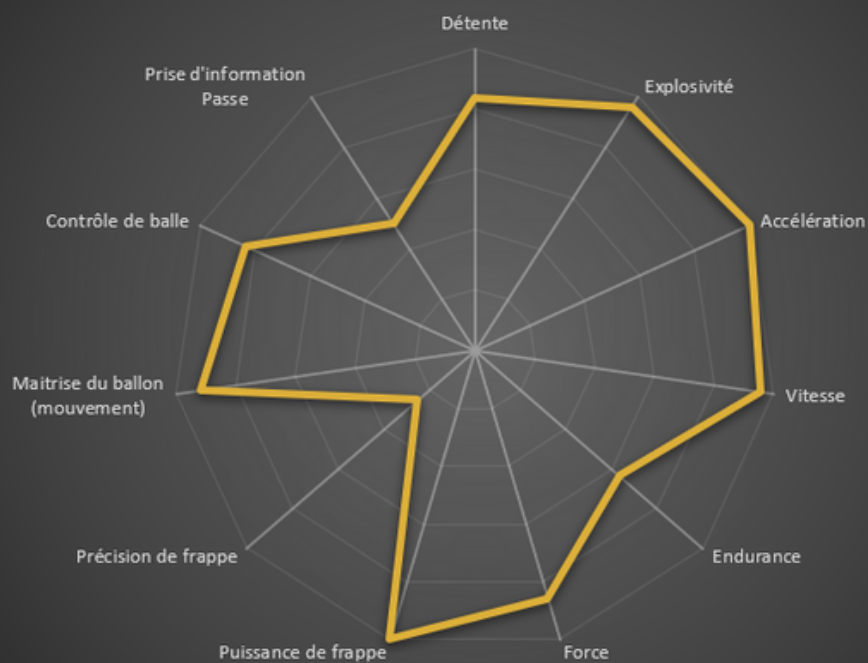 Détente
Explosivité
Accélération
Vitesse
Endurance
Force
Puissance de frappe
Précision de frappe
Maitrise du ballon
(mouvement)
Contrôle de balle
Prise d'information
Passe